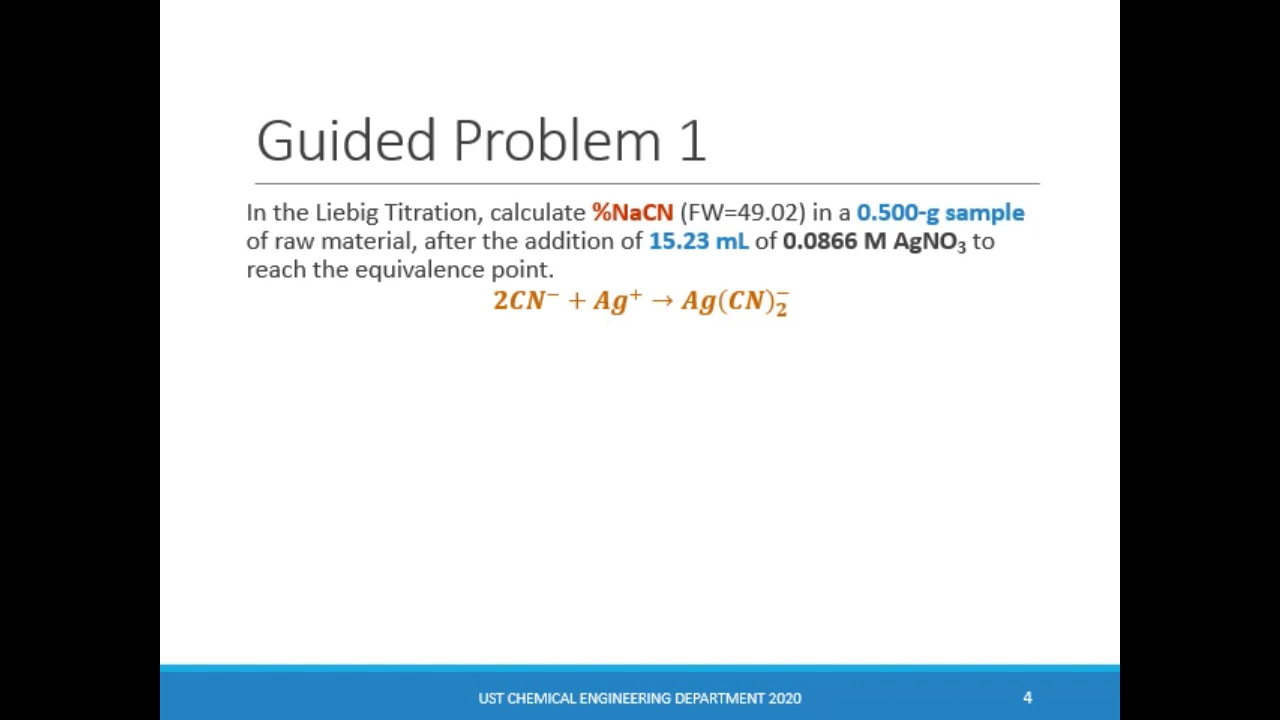 Guided Problem 1
In the Liebig Titration, calculate %NaCN (FW=49.02) in a 0.500-g sample
of raw material, after the addition of 15.23 mL of 0.0866 M AgNO₃ to
reach the equivalence point.
2CN⁻ + Ag⁺ → Ag(CN)₂⁻
UST CHEMICAL ENGINEERING DEPARTMENT 2020
4